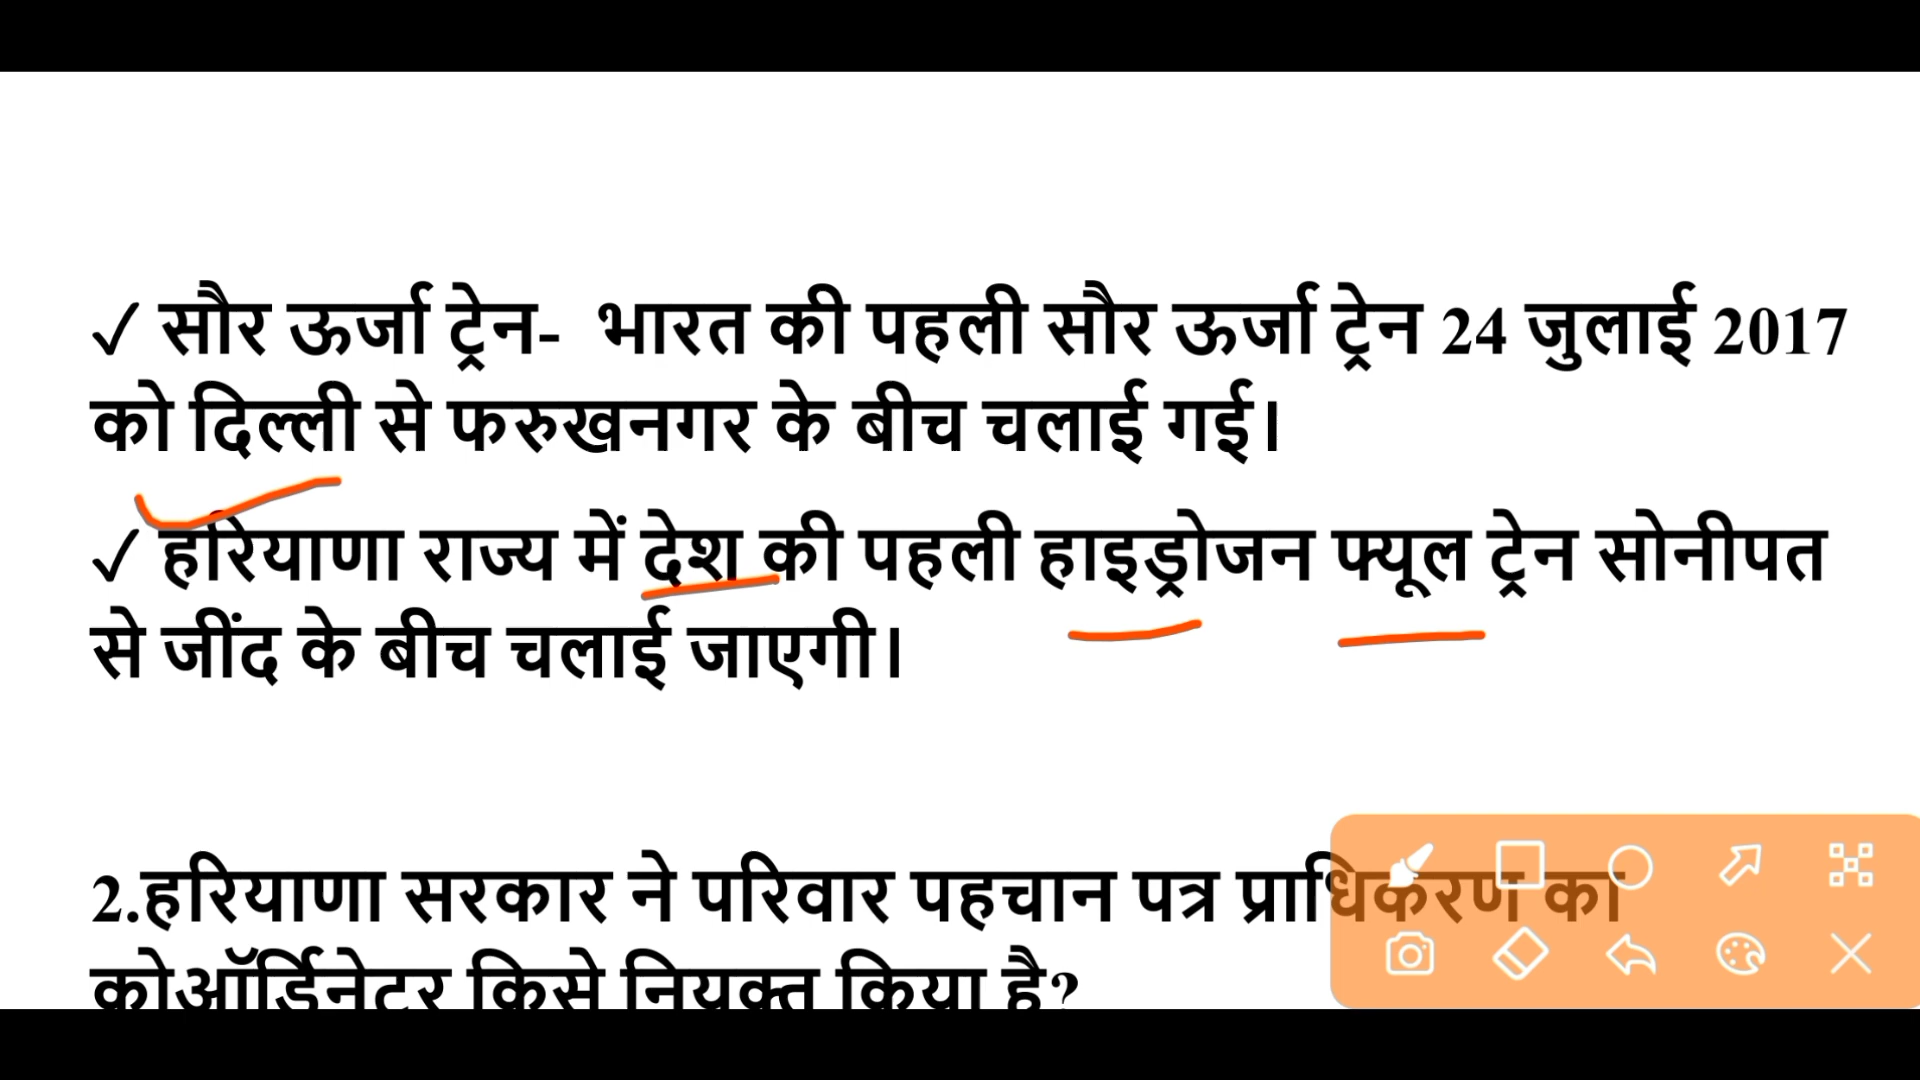 ✓ सौर ऊर्जा ट्रेन- भारत की पहली सौर ऊर्जा ट्रेन 24 जुलाई 2017
को दिल्ली से फरुखनगर के बीच चलाई गई।
✓ हरियाणा राज्य में देश की पहली हाइड्रोजन फ्यूल ट्रेन सोनीपत
से जींद के बीच चलाई जाएगी।
2.हरियाणा सरकार ने परिवार पहचान पत्र प्राधिकरण का
कोऑर्डिनेटर किसे नियुक्त किया है?